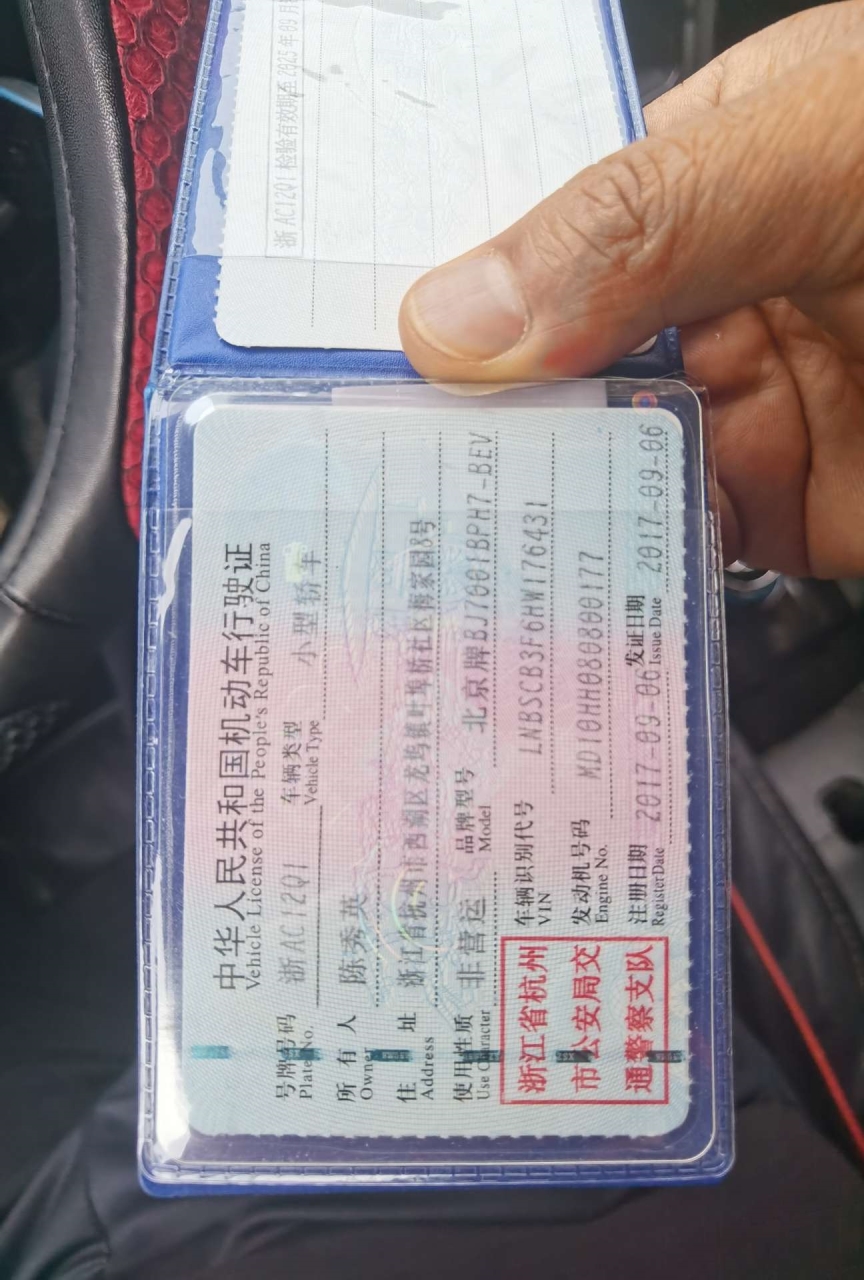 浙AC12Q1 检验有效期至 2025年09月
中华人民共和国机动车行驶证
Vehicle License of the People's Republic of China
号牌号码 浙AC12Q1 车辆类型 小型轿车
Plate No. Vehicle Type
所有人 陈秀英
Owner
住址 浙江省杭州市西湖区龙坞镇叶埠桥社区梅家园8号
Address
使用性质 非营运 品牌型号 北京牌BJ7001BPH7-BEV
Use Character Model
浙江省杭州
市公安局交
通警察支队
车辆识别代号 LNBSCB3F6HW176431
VIN
发动机号码 MD10HH080800177
Engine No.
注册日期 2017-09-06 发证日期 2017-09-06
Register Date Issue Date